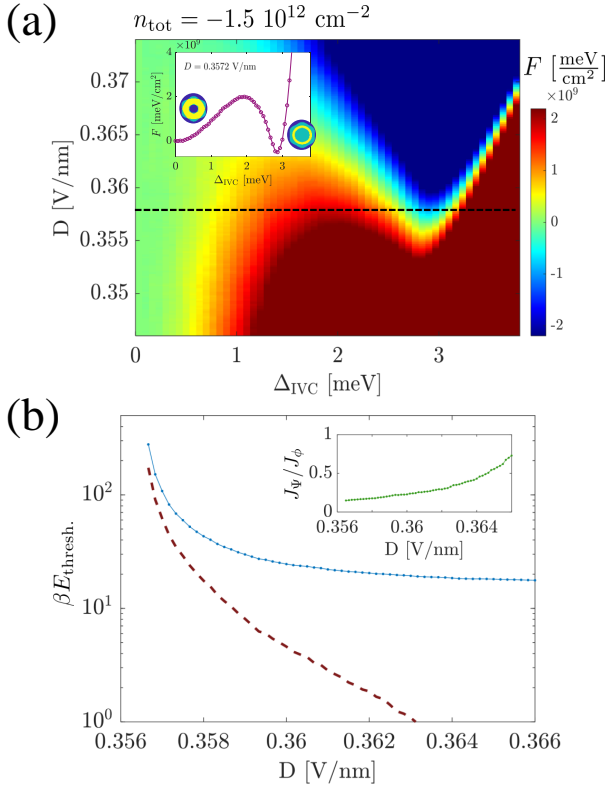 (a)
n_tot = −1.5 10^12 cm^−2
F [meV/cm^2]
×10^9
D [V/nm]
0.37
0.365
0.36
0.355
0.35
0 1 2 3
Δ_IVC [meV]
2
1
0
-1
-2
×10^9
D = 0.3572 V/nm
F [meV/cm^2]
4
2
0
0 1 2 3
Δ_IVC [meV]
(b)
βE_thresh.
10^2
10^1
10^0
0.356 0.358 0.36 0.362 0.364 0.366
D [V/nm]
J_Ψ/J_ϕ
1
0.5
0
0.356 0.36 0.364
D [V/nm]